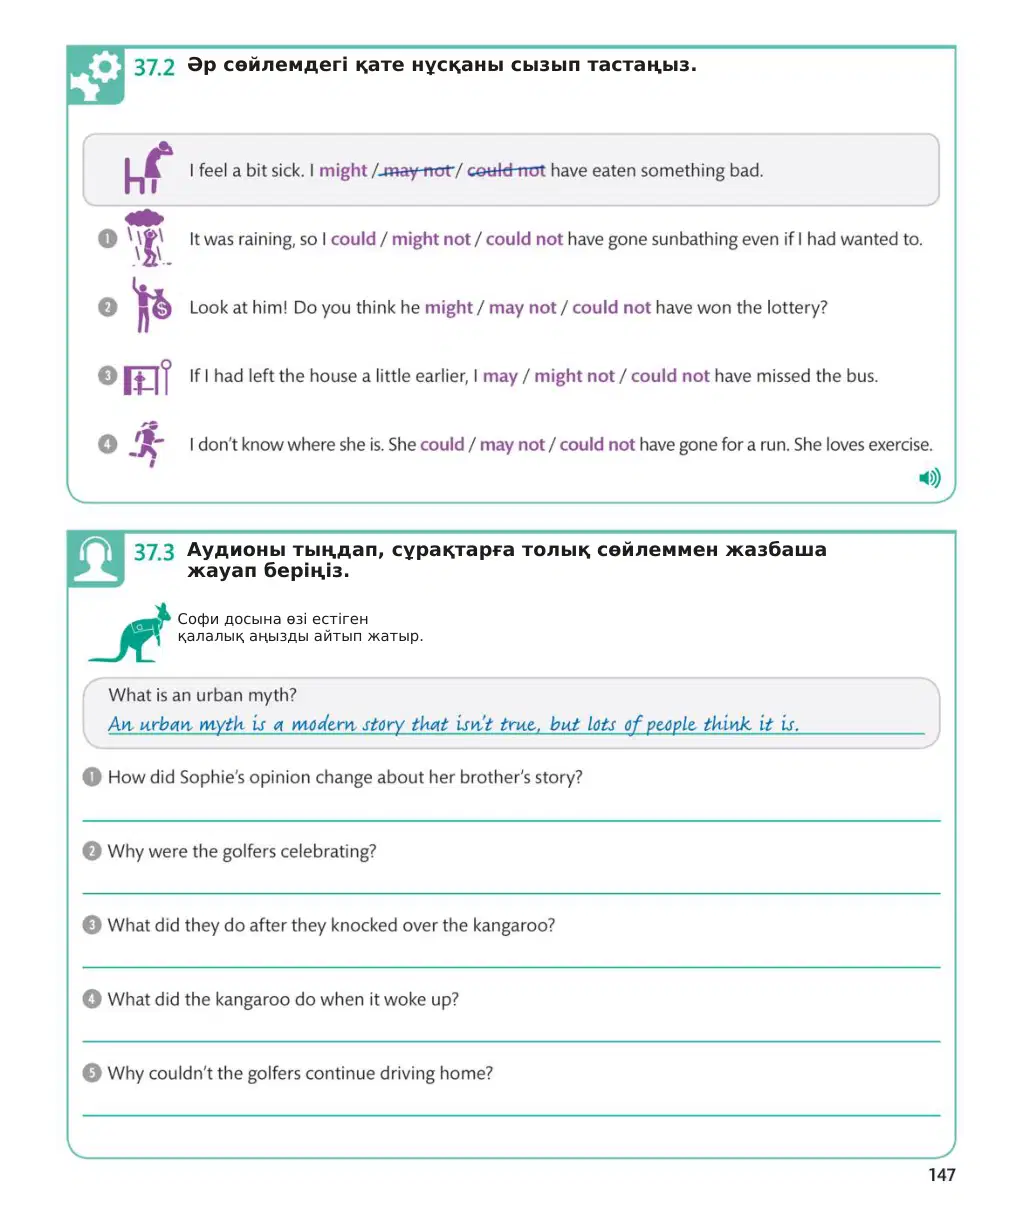 37.2 Әр сөйлемдегі қате нұсқаны сызып тастаңыз.
I feel a bit sick. I might / may not / could not have eaten something bad.
1 It was raining, so I could / might not / could not have gone sunbathing even if I had wanted to.
2 Look at him! Do you think he might / may not / could not have won the lottery?
3 If I had left the house a little earlier, I may / might not / could not have missed the bus.
4 I don't know where she is. She could / may not / could not have gone for a run. She loves exercise.
37.3 Аудионы тыңдап, сұрақтарға толық сөйлеммен жазбаша
жауап беріңіз.
Софи досына өзі естіген
қалалық аңызды айтып жатыр.
What is an urban myth?
An urban myth is a modern story that isn't true, but lots of people think it is.
1 How did Sophie's opinion change about her brother's story?
2 Why were the golfers celebrating?
3 What did they do after they knocked over the kangaroo?
4 What did the kangaroo do when it woke up?
5 Why couldn't the golfers continue driving home?
147